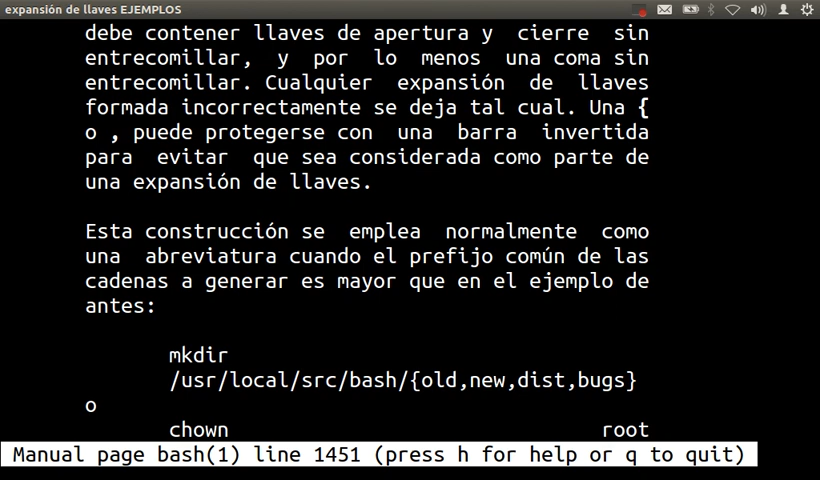 expansión de llaves EJEMPLOS
debe contener llaves de apertura y cierre sin
entrecomillar, y por lo menos una coma sin
entrecomillar. Cualquier expansión de llaves
formada incorrectamente se deja tal cual. Una {
o , puede protegerse con una barra invertida
para evitar que sea considerada como parte de
una expansión de llaves.
Esta construcción se emplea normalmente como
una abreviatura cuando el prefijo común de las
cadenas a generar es mayor que en el ejemplo de
antes:
mkdir
/usr/local/src/bash/{old,new,dist,bugs}
o
chown root
Manual page bash(1) line 1451 (press h for help or q to quit)